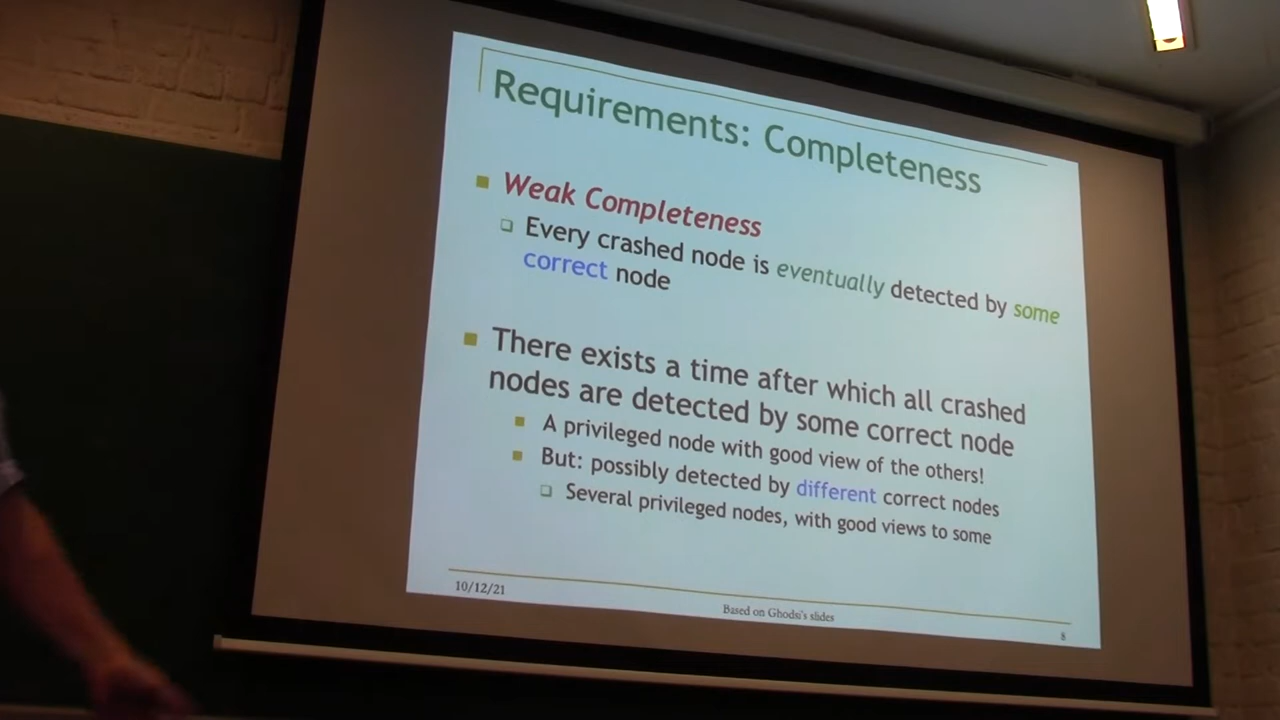 Requirements: Completeness
Weak Completeness
Every crashed node is eventually detected by some
correct node
There exists a time after which all crashed
nodes are detected by some correct node
A privileged node with good view of the others!
But: possibly detected by different correct nodes
Several privileged nodes, with good views to some
10/12/21
Based on Ghodsi's slides
8